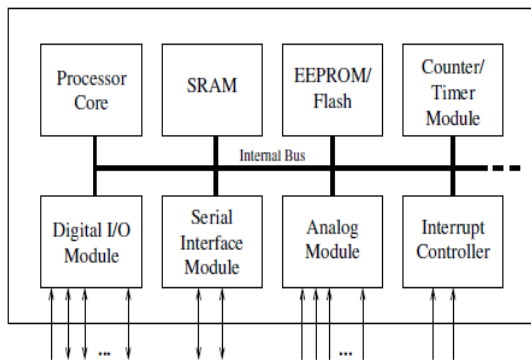 Processor
Core
SRAM
EEPROM/
Flash
Counter/
Timer
Module
Internal Bus
Digital I/O
Module
Serial
Interface
Module
Analog
Module
Interrupt
Controller
...
...